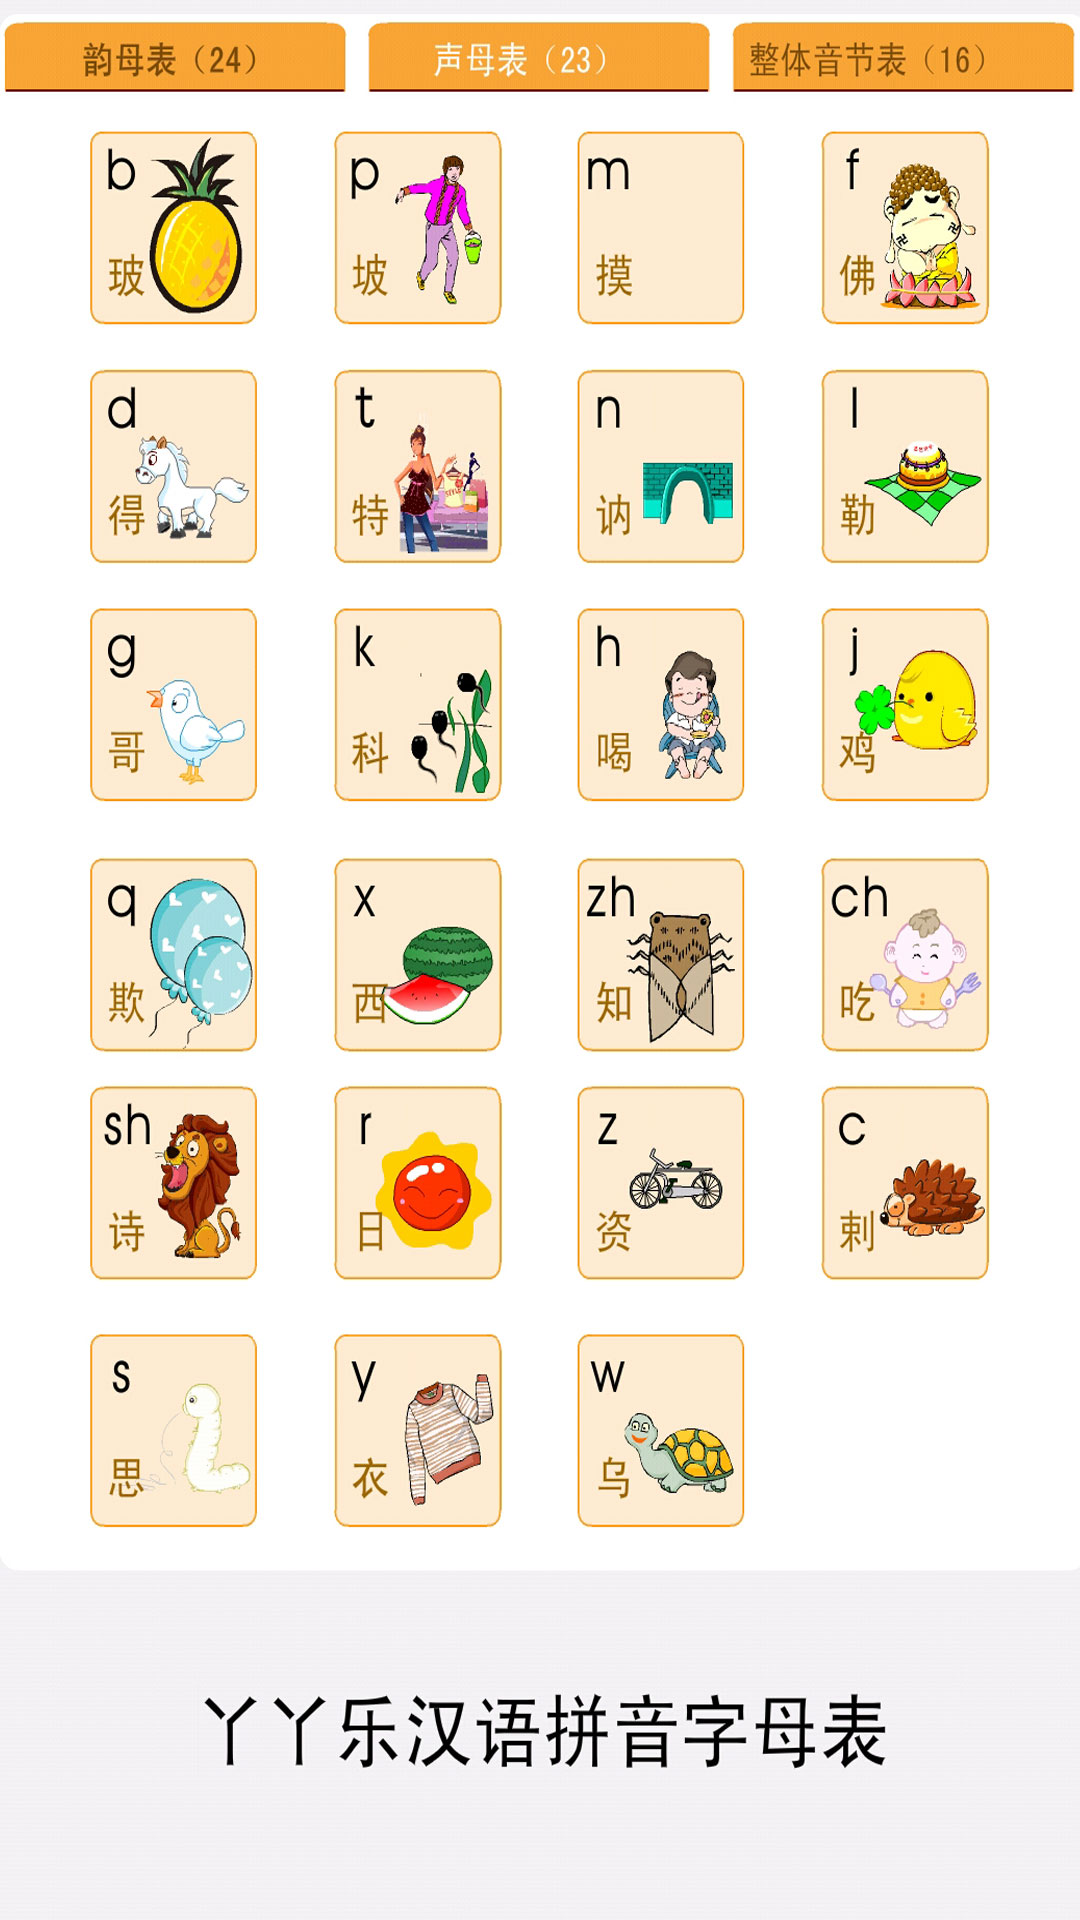 韵母表（24） 声母表（23） 整体音节表（16）
b p m f
玻 坡 摸 佛
d t n l
得 特 讷 勒
g k h j
哥 科 喝 鸡
q x zh ch
欺 西 知 吃
sh r z c
诗 日 资 刺
s y w
思 衣 乌
丫丫乐汉语拼音字母表